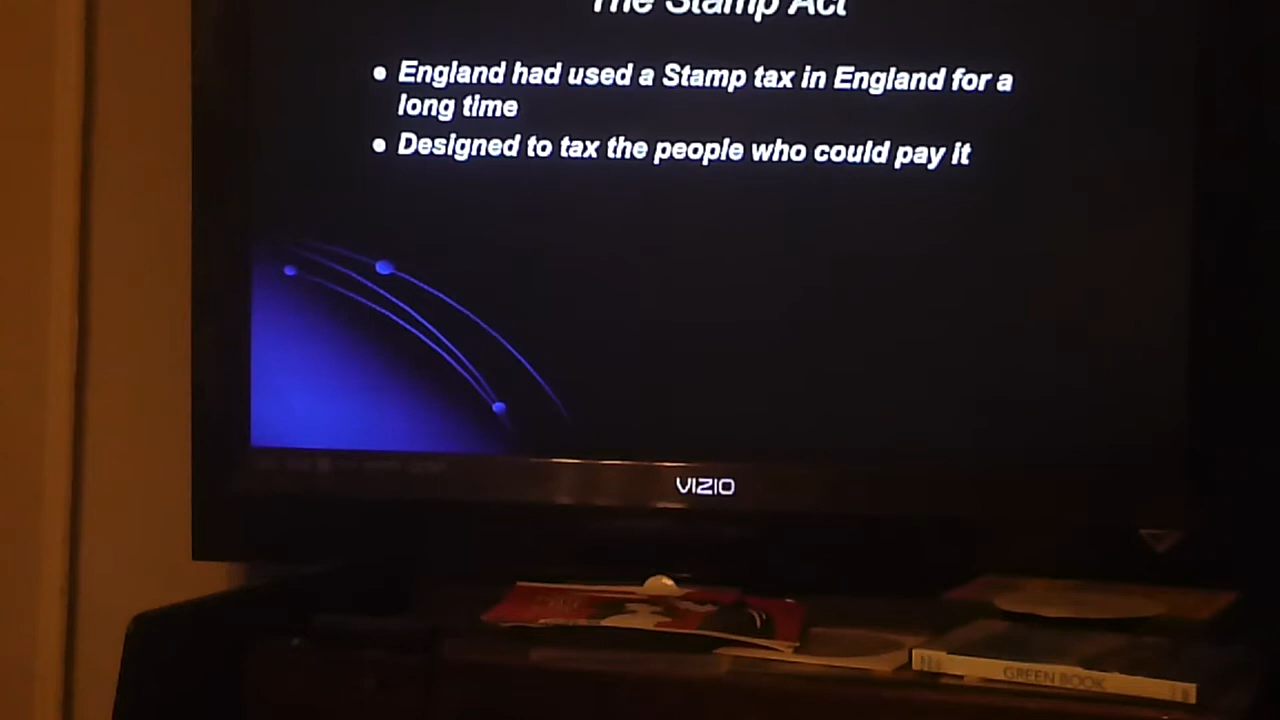 The Stamp Act
● England had used a Stamp tax in England for a
long time
● Designed to tax the people who could pay it
VIZIO
GREEN BOOK